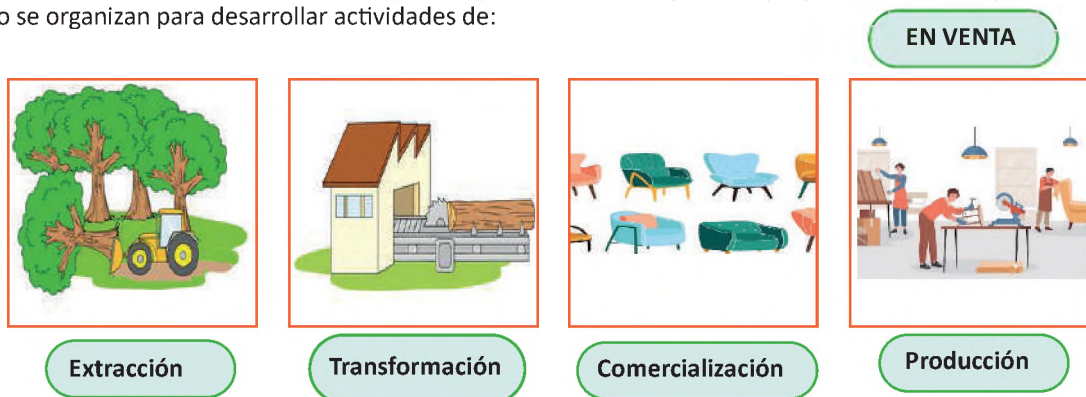 o se organizan para desarrollar actividades de:
EN VENTA
Extracción
Transformación
Comercialización
Producción